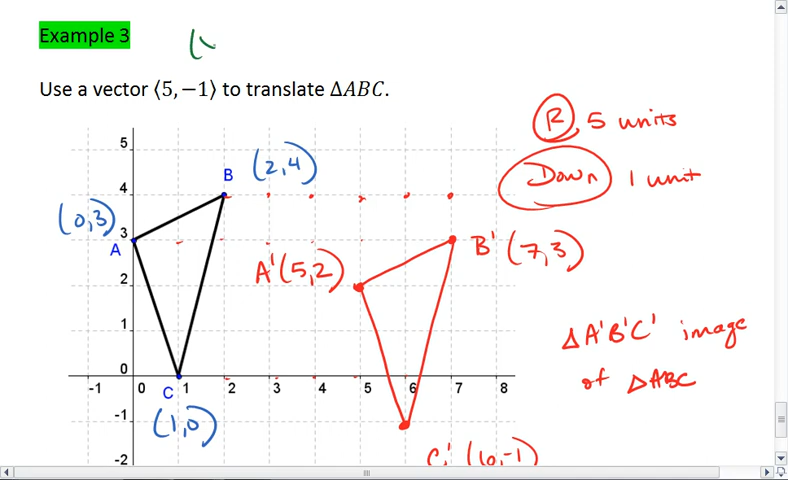 Example 3
(
Use a vector ⟨5, −1⟩ to translate ΔABC.
R, 5 units
Down 1 unit
5
4
3
2
1
0
-1
-2
-1 0 1 2 3 4 5 6 7 8
A
(0,3)
B
(2,4)
C
(1,0)
A'(5,2)
B' (7,3)
C' (6,-1)
ΔA'B'C' image
of ΔABC